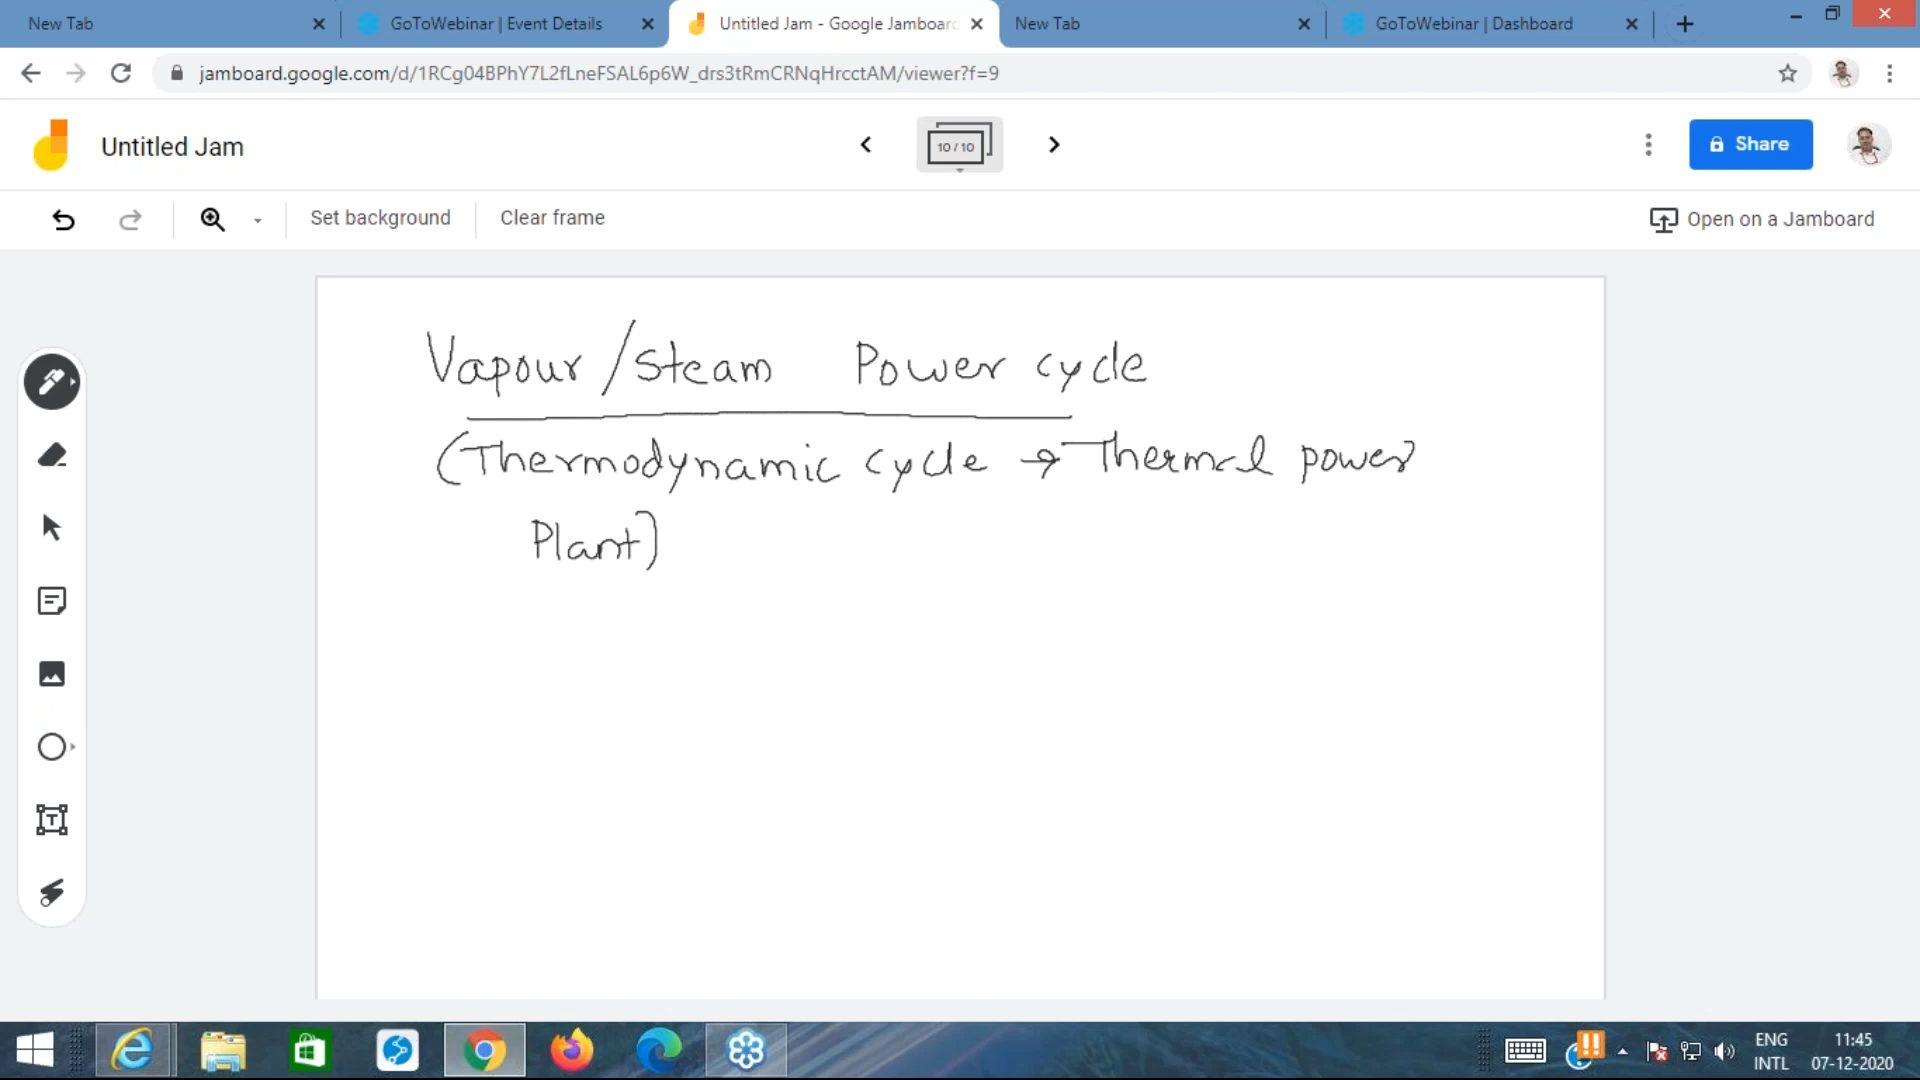 New Tab
GoToWebinar | Event Details
Untitled Jam - Google Jamboard
New Tab
GoToWebinar | Dashboard
jamboard.google.com/d/1RCg04BPhY7L2fLneFSAL6p6W_drs3tRmCRNqHrcctAM/viewer?f=9
Untitled Jam
10 / 10
Share
Set background
Clear frame
Open on a Jamboard
Vapour/Steam Power cycle
(Thermodynamic cycle → Thermal power
Plant)
ENG 11:45
INTL 07-12-2020